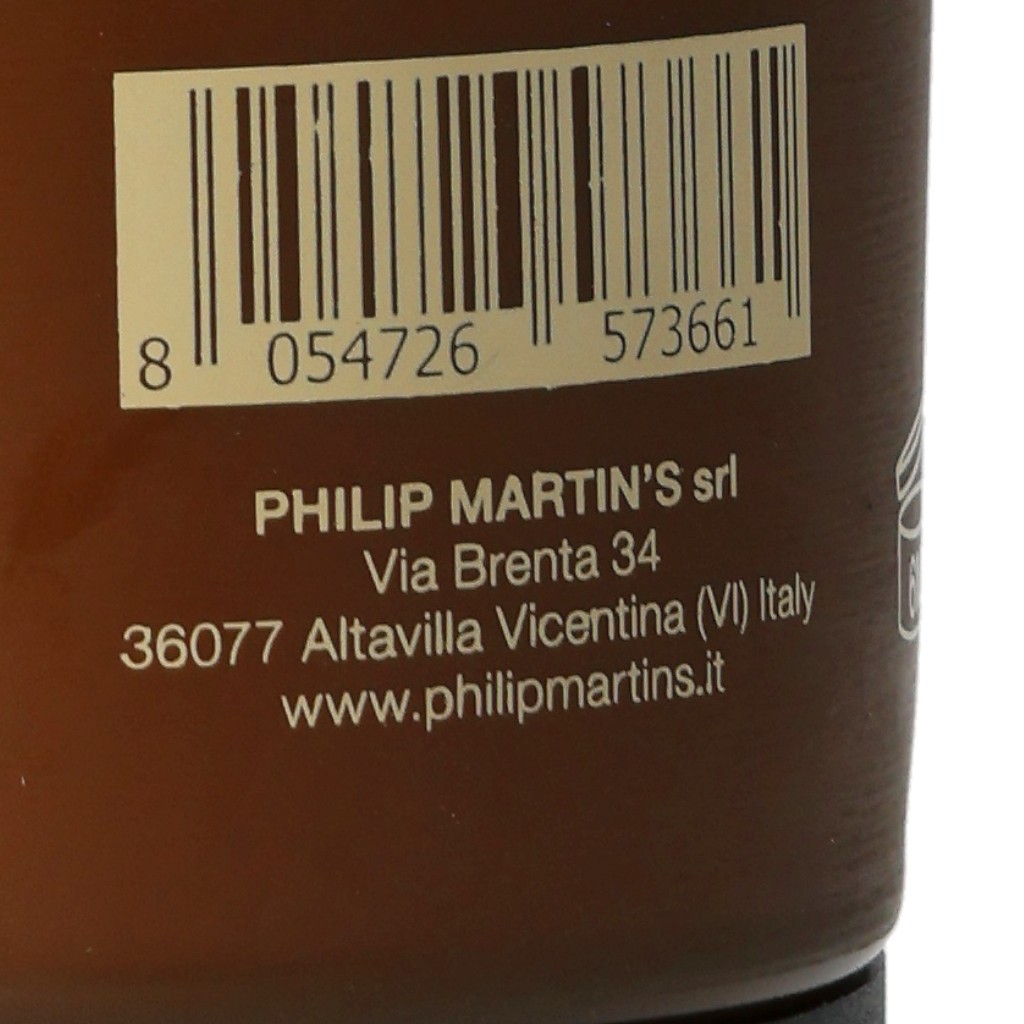 8 054726 573661
PHILIP MARTIN'S srl
Via Brenta 34
36077 Altavilla Vicentina (VI) Italy
www.philipmartins.it